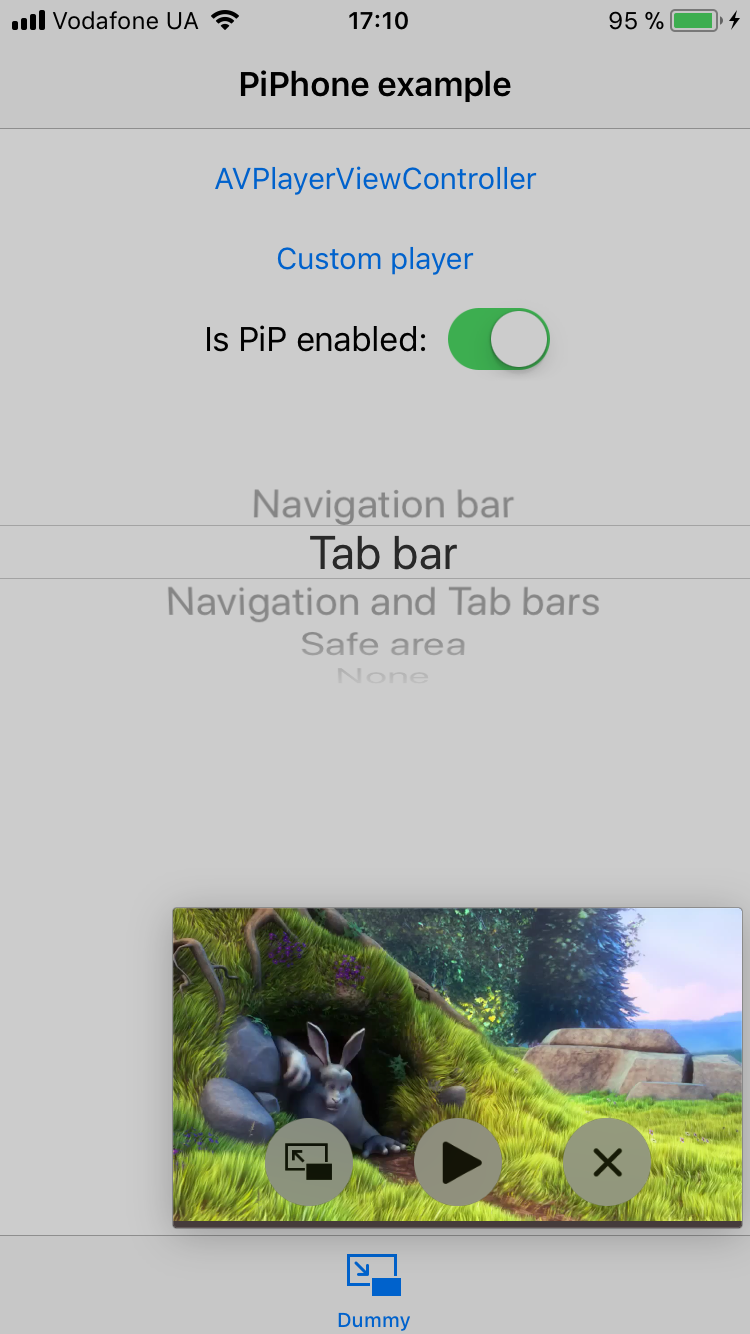 Vodafone UA 17:10 95 %
PiPhone example
AVPlayerViewController
Custom player
Is PiP enabled:
Navigation bar
Tab bar
Navigation and Tab bars
Safe area
None
Dummy